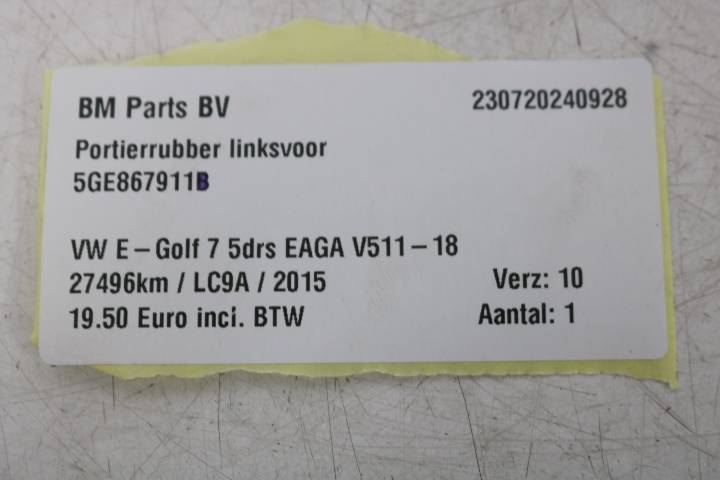 BM Parts BV 230720240928
Portierrubber linksvoor
5GE867911B
VW E-Golf 7 5drs EAGA V511-18
27496km / LC9A / 2015 Verz: 10
19.50 Euro incl. BTW Aantal: 1